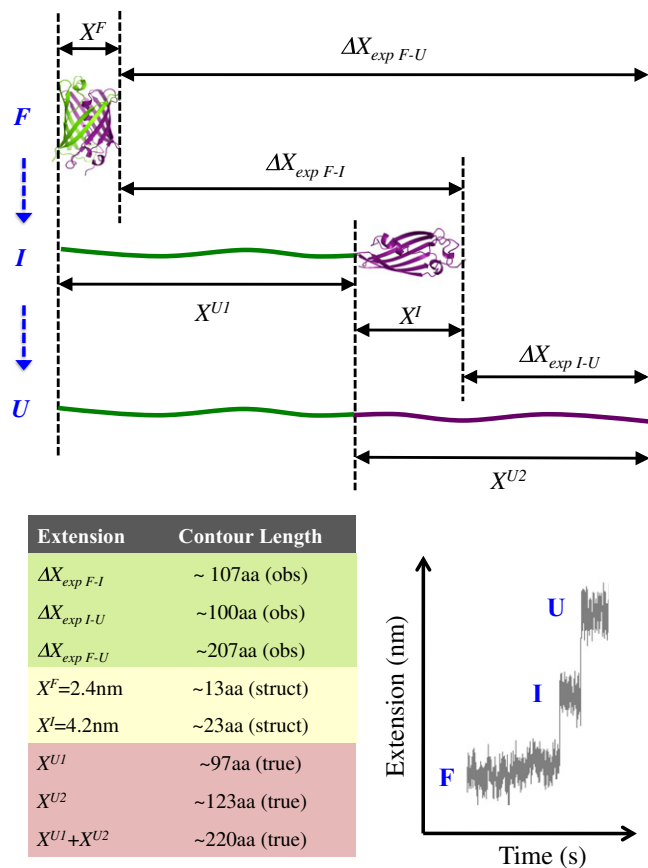 X^F
ΔX_exp F-U
F
ΔX_exp F-I
I
X^U1
X^I
ΔX_exp I-U
U
X^U2
Extension Contour Length
ΔX_exp F-I ~ 107aa (obs)
ΔX_exp I-U ~100aa (obs)
ΔX_exp F-U ~207aa (obs)
X^F=2.4nm ~13aa (struct)
X^I=4.2nm ~23aa (struct)
X^U1 ~97aa (true)
X^U2 ~123aa (true)
X^U1+X^U2 ~220aa (true)
Extension (nm)
U
I
F
Time (s)